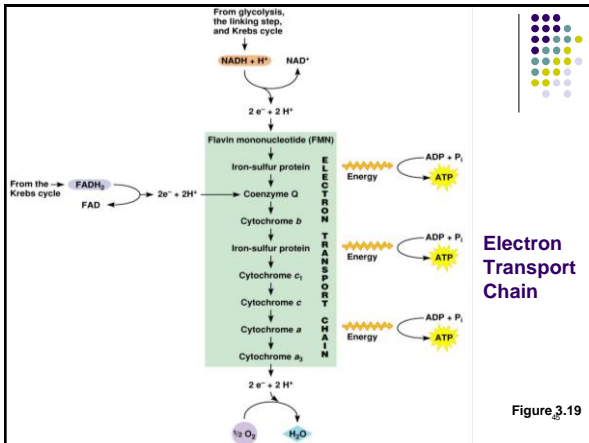 From glycolysis,
the linking step,
and Krebs cycle
NADH + H⁺
NAD⁺
2 e⁻ + 2 H⁺
Flavin mononucleotide (FMN)
Iron-sulfur protein
From the
Krebs cycle
FADH₂
FAD
2e⁻ + 2H⁺
Coenzyme Q
Cytochrome b
Iron-sulfur protein
Cytochrome c₁
Cytochrome c
Cytochrome a
Cytochrome a₃
ELECTRON TRANSPORT CHAIN
Energy
ADP + Pᵢ
ATP
Energy
ADP + Pᵢ
ATP
Energy
ADP + Pᵢ
ATP
2 e⁻ + 2 H⁺
½ O₂
H₂O
Electron
Transport
Chain
Figure 3.19
45